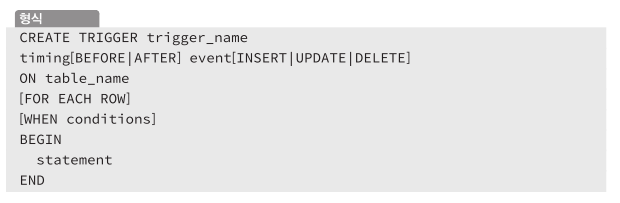 형식
CREATE TRIGGER trigger_name
timing[BEFORE|AFTER] event[INSERT|UPDATE|DELETE]
ON table_name
[FOR EACH ROW]
[WHEN conditions]
BEGIN
  statement
END